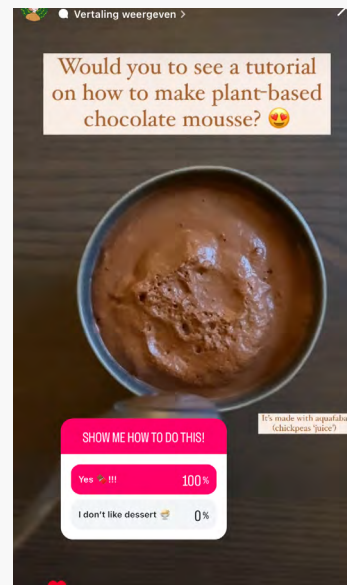 Vertaling weergeven >
Would you to see a tutorial
on how to make plant-based
chocolate mousse? 😍
It's made with aquafaba
(chickpeas 'juice')
SHOW ME HOW TO DO THIS!
Yes !!! 100%
I don't like dessert 0%